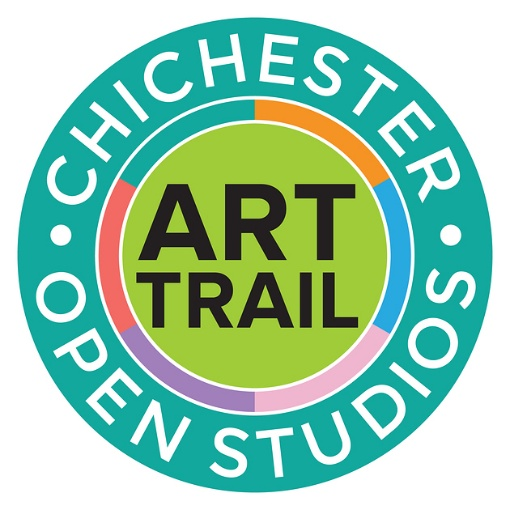 CHICHESTER
ART
TRAIL
• OPEN STUDIOS •